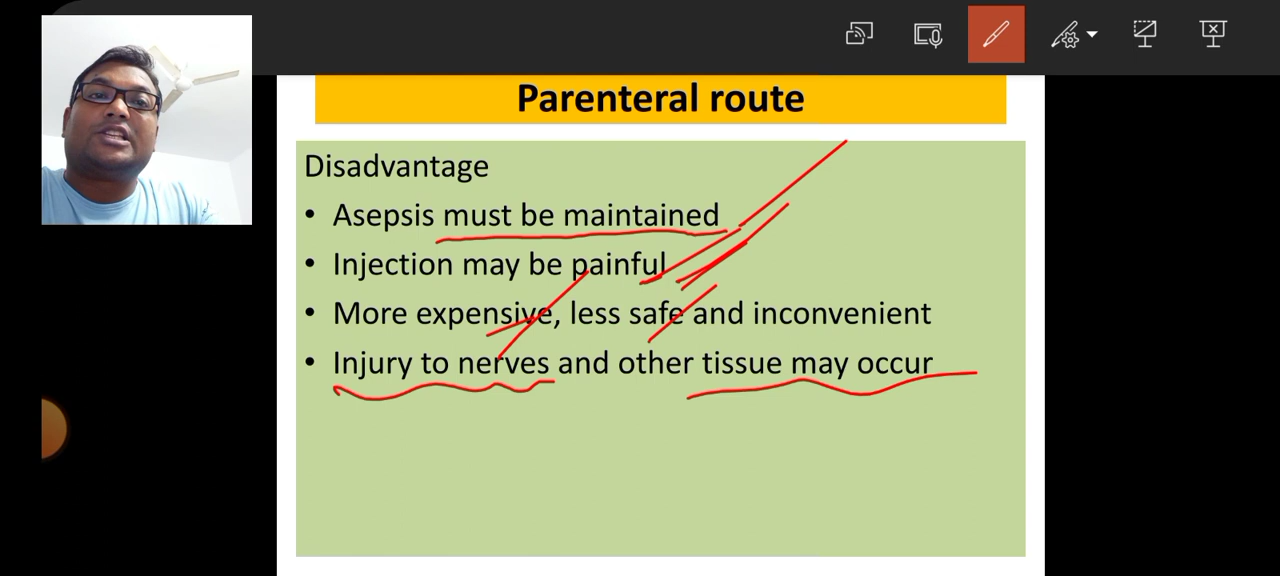 Parenteral route
Disadvantage
• Asepsis must be maintained
• Injection may be painful
• More expensive, less safe and inconvenient
• Injury to nerves and other tissue may occur